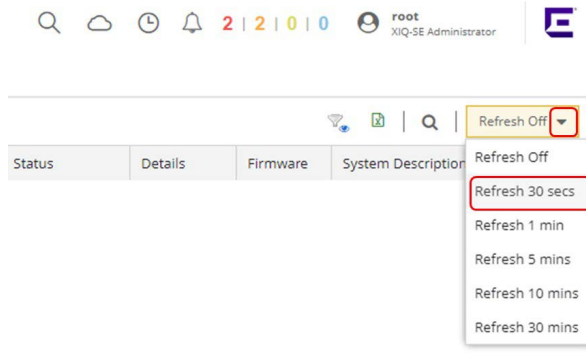 2 | 2 | 0 | 0
root
XIQ-SE Administrator
Refresh Off
Status Details Firmware System Description
Refresh Off
Refresh 30 secs
Refresh 1 min
Refresh 5 mins
Refresh 10 mins
Refresh 30 mins